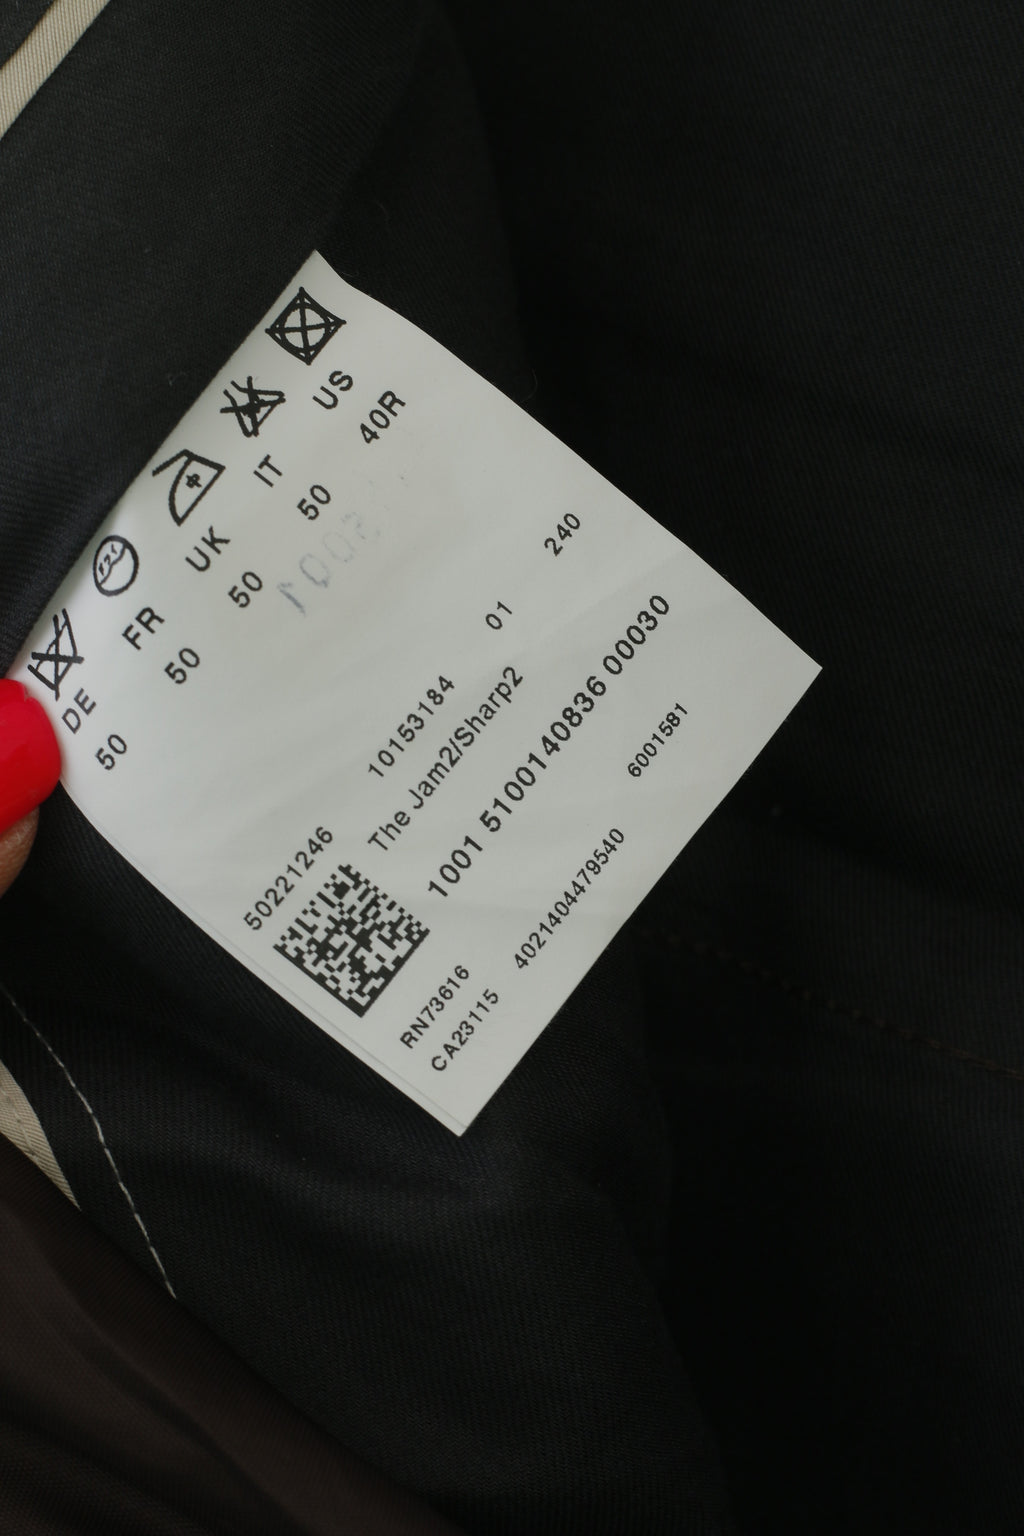 DE FR UK IT US
50 50 50 50 40R
50221246 10153184 01 240
The Jam2/Sharp2
1001 5100140836 00030
RN73616
CA23115 4021404479540 6001581